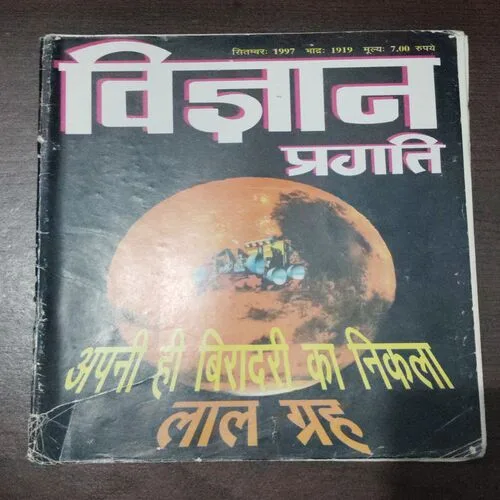 सितम्बर: 1997 भाद्र: 1919 मूल्य: 7.00 रुपये
विज्ञान
प्रगति
अपनी ही बिरादरी का निकला
लाल ग्रह